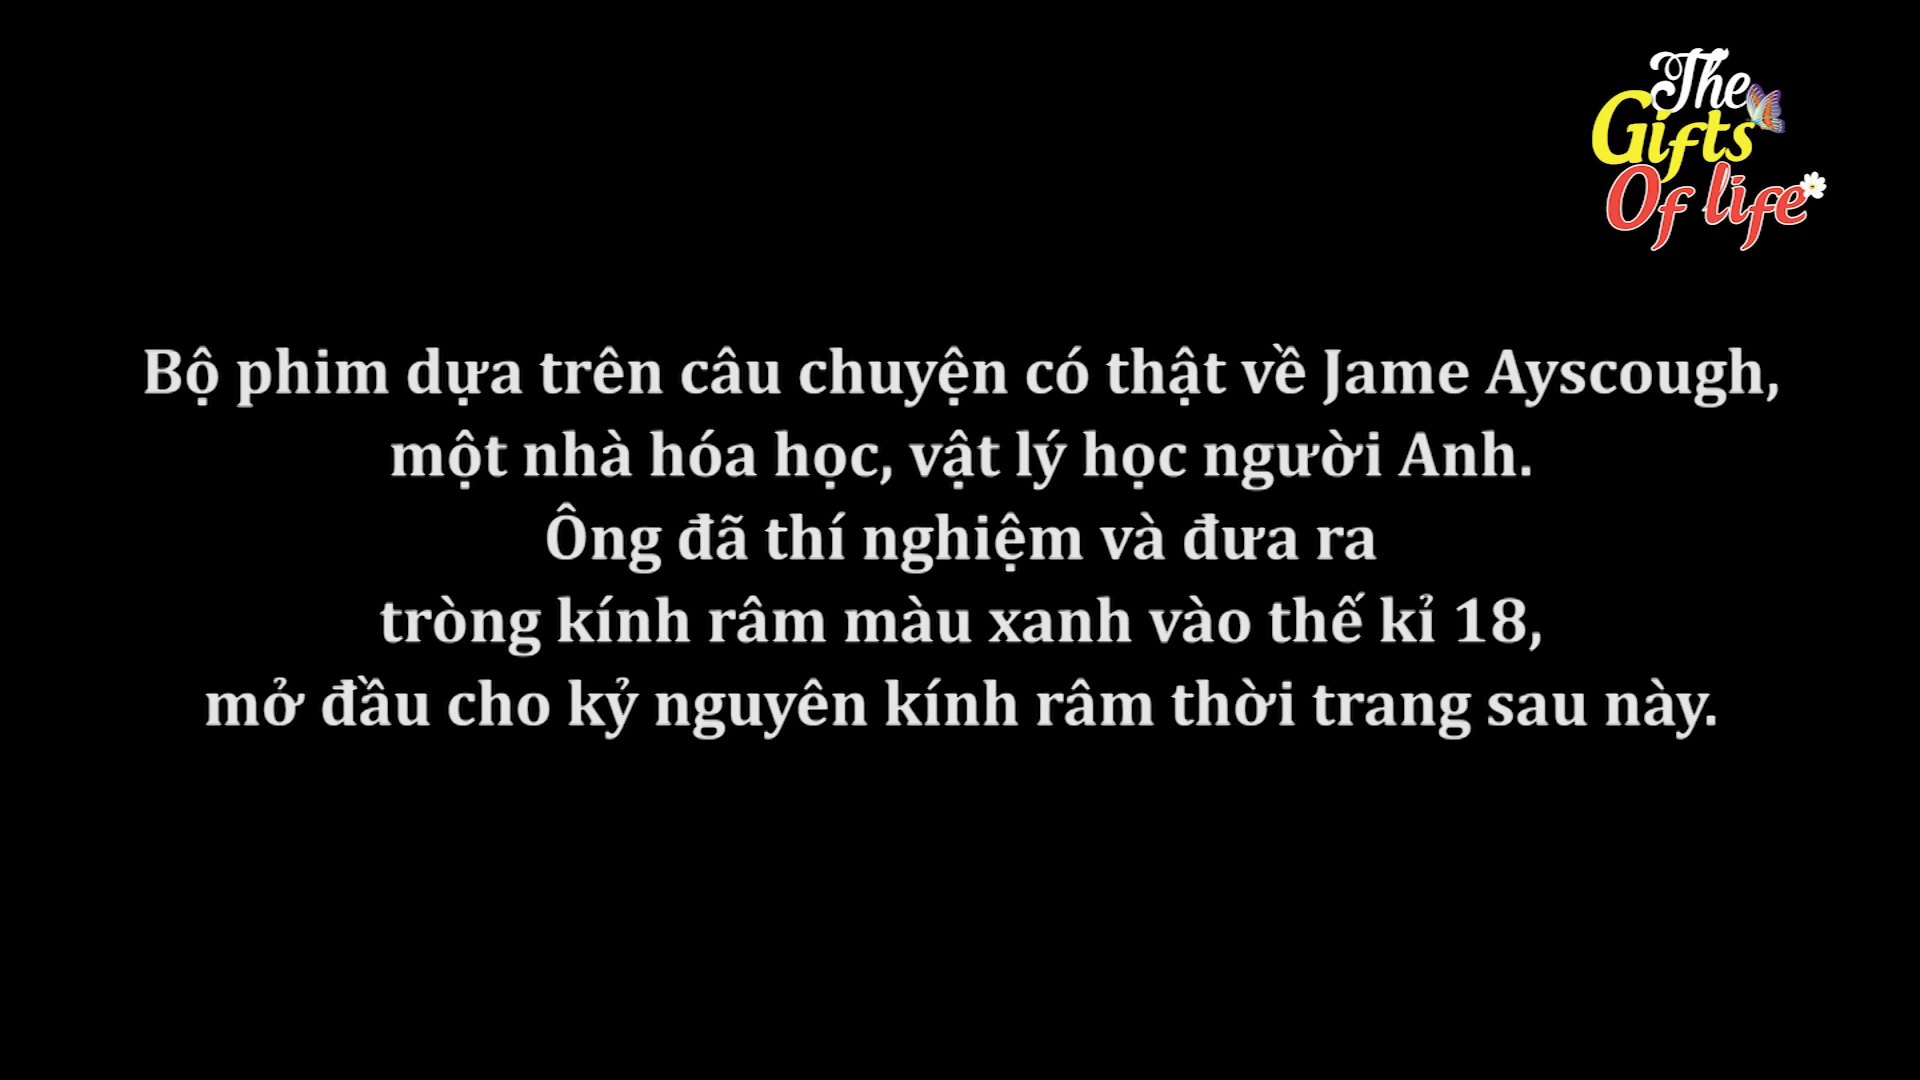 The
Gifts
Of life
Bộ phim dựa trên câu chuyện có thật về Jame Ayscough,
một nhà hóa học, vật lý học người Anh.
Ông đã thí nghiệm và đưa ra
tròng kính râm màu xanh vào thế kỉ 18,
mở đầu cho kỷ nguyên kính râm thời trang sau này.